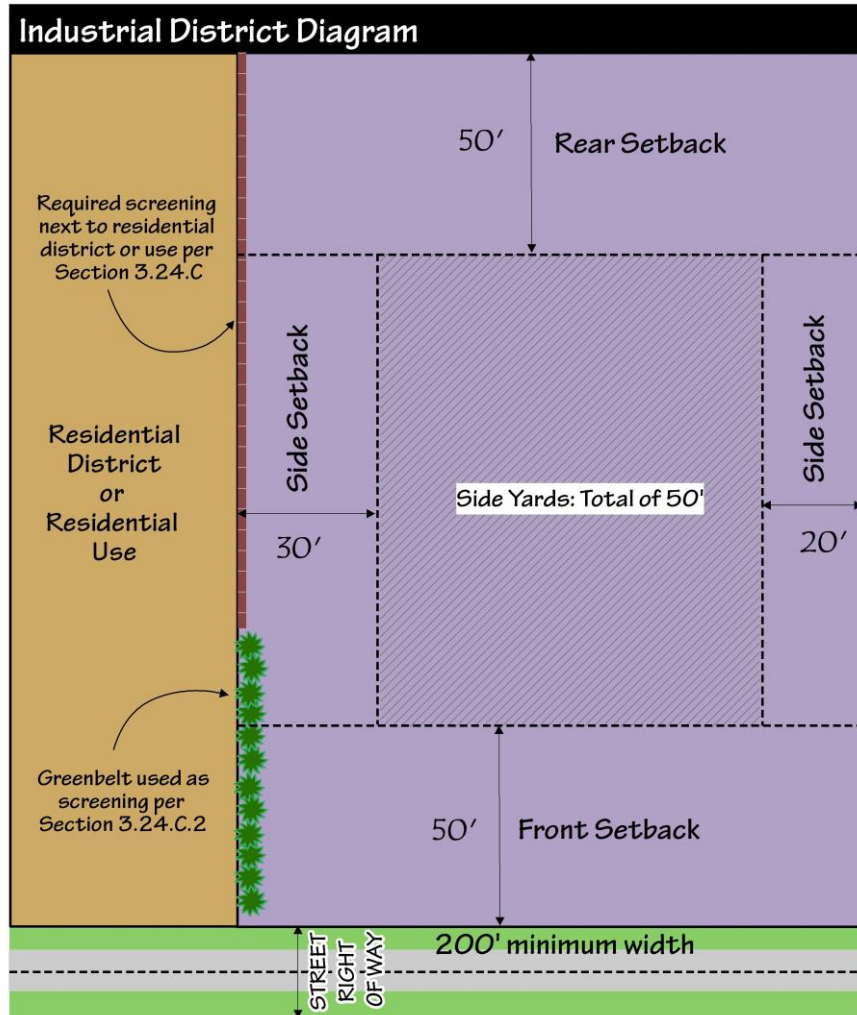 Industrial District Diagram
50'
Rear Setback
Required screening
next to residential
district or use per
Section 3.24.C
Side Setback
Side Setback
Residential
District
or
Residential
Use
Side Yards: Total of 50'
30'
20'
Greenbelt used as
screening per
Section 3.24.C.2
50'
Front Setback
200' minimum width
STREET
RIGHT
OF WAY